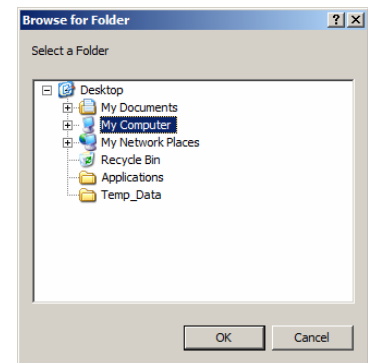 Browse for Folder
Select a Folder
Desktop
My Documents
My Computer
My Network Places
Recycle Bin
Applications
Temp_Data
OK Cancel